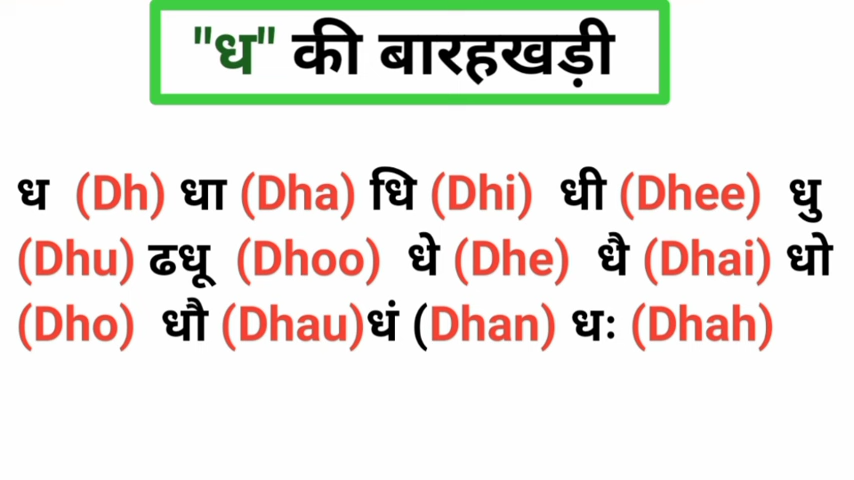 "ध" की बारहखड़ी
ध (Dh) धा (Dha) धि (Dhi) धी (Dhee) धु
(Dhu) ढधू (Dhoo) धे (Dhe) धै (Dhai) धो
(Dho) धौ (Dhau)धं (Dhan) धः (Dhah)